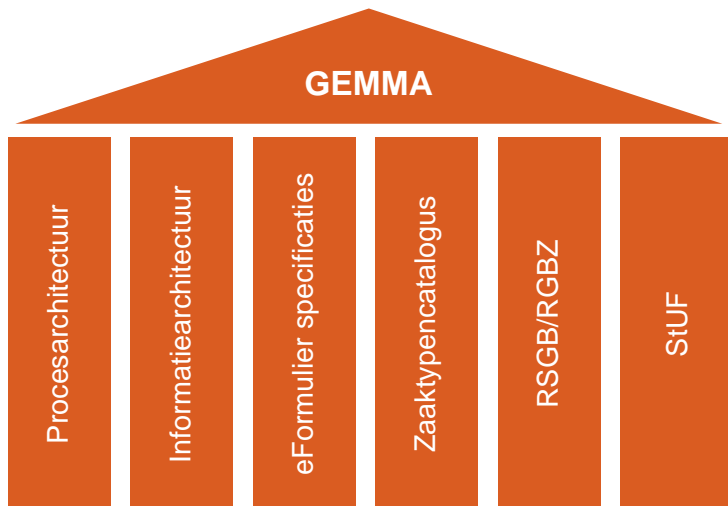 GEMMA
Procesarchitectuur
Informatiearchitectuur
eFormulier specificaties
Zaaktypencatalogus
RSGB/RGBZ
StUF